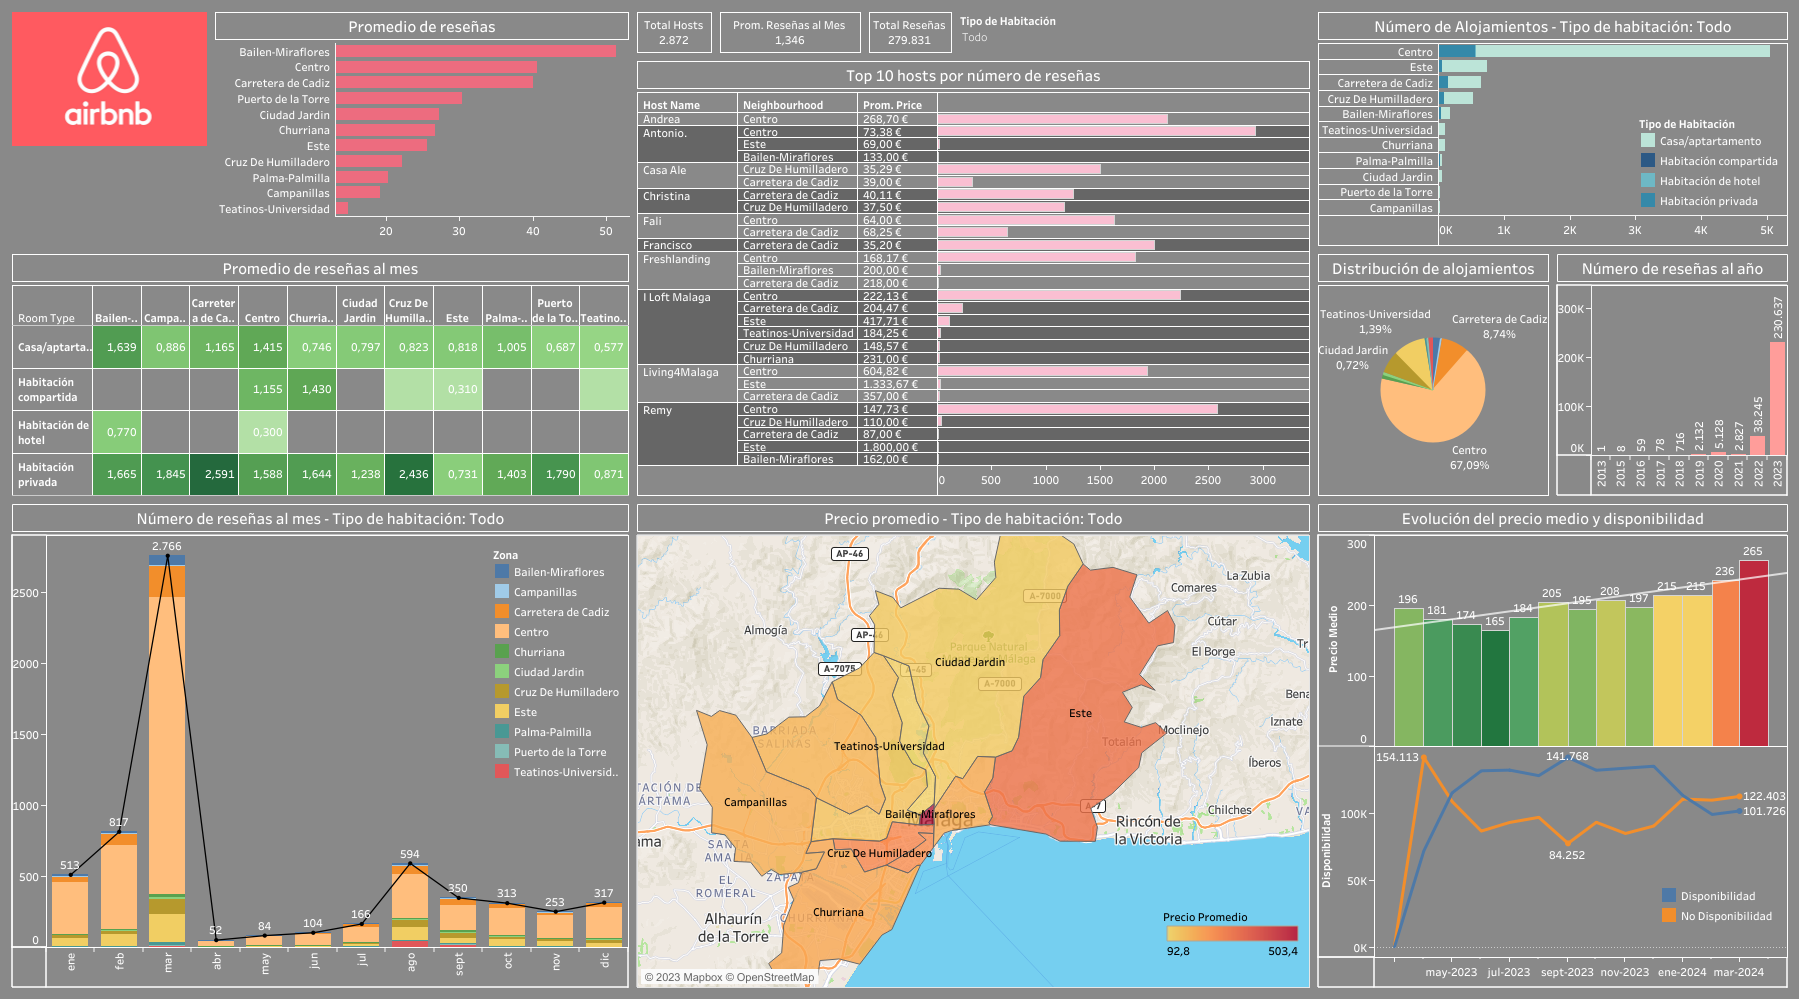 airbnb
Promedio de reseñas
Bailen-Miraflores
Centro
Carretera de Cadiz
Puerto de la Torre
Ciudad Jardin
Churriana
Este
Cruz De Humilladero
Palma-Palmilla
Campanillas
Teatinos-Universidad
20 30 40 50
Total Hosts
2.872
Prom. Reseñas al Mes
1,346
Total Reseñas
279.831
Tipo de Habitación
Todo
Top 10 hosts por número de reseñas
Host Name Neighbourhood Prom. Price
Andrea Centro 268,70 €
Antonio. Centro 73,38 €
Este 69,00 €
Bailen-Miraflores 133,00 €
Casa Ale Cruz De Humilladero 35,29 €
Carretera de Cadiz 39,00 €
Christina Carretera de Cadiz 40,11 €
Cruz De Humilladero 37,50 €
Fali Centro 64,00 €
Carretera de Cadiz 68,25 €
Francisco Carretera de Cadiz 35,20 €
Freshlanding Centro 168,17 €
Bailen-Miraflores 200,00 €
Carretera de Cadiz 218,00 €
I Loft Malaga Centro 222,13 €
Carretera de Cadiz 204,47 €
Este 417,71 €
Teatinos-Universidad 184,25 €
Cruz De Humilladero 148,57 €
Churriana 231,00 €
Living4Malaga Centro 604,82 €
Este 1.333,67 €
Carretera de Cadiz 357,00 €
Remy Centro 147,73 €
Cruz De Humilladero 110,00 €
Carretera de Cadiz 87,00 €
Este 1.800,00 €
Bailen-Miraflores 162,00 €
0 500 1000 1500 2000 2500 3000
Número de Alojamientos - Tipo de habitación: Todo
Centro
Este
Carretera de Cadiz
Cruz De Humilladero
Bailen-Miraflores
Teatinos-Universidad
Churriana
Palma-Palmilla
Ciudad Jardin
Puerto de la Torre
Campanillas
0K 1K 2K 3K 4K 5K
Tipo de Habitación
Casa/apartamento
Habitación compartida
Habitación de hotel
Habitación privada
Promedio de reseñas al mes
Room Type Bailen-.. Campa.. Carreter a de Ca.. Centro Churria.. Ciudad Jardin Cruz De Humilla.. Este Palma-.. Puerto de la To.. Teatino..
Casa/aparta.. 1,639 0,886 1,165 1,415 0,746 0,797 0,823 0,818 1,005 0,687 0,577
Habitación compartida 1,155 1,430 0,310
Habitación de hotel 0,770 0,300
Habitación privada 1,665 1,845 2,591 1,588 1,644 1,238 2,436 0,731 1,403 1,790 0,871
Distribución de alojamientos
Teatinos-Universidad
1,39%
Carretera de Cadiz
8,74%
Ciudad Jardin
0,72%
Centro
67,09%
Número de reseñas al año
300K
200K
100K
0K
1 8 59 78 716 2.132 5.128 2.827 38.245 230.637
2013 2015 2016 2017 2018 2019 2020 2021 2022 2023
Número de reseñas al mes - Tipo de habitación: Todo
2500
2000
1500
1000
500
0
513 817 2.766 52 84 104 166 594 350 313 253 317
ene feb mar abr may jun jul ago sept oct nov dic
Zona
Bailen-Miraflores
Campanillas
Carretera de Cadiz
Centro
Churriana
Ciudad Jardin
Cruz De Humilladero
Este
Palma-Palmilla
Puerto de la Torre
Teatinos-Universid..
Precio promedio - Tipo de habitación: Todo
AP-46
La Zubia
Comares
A-7000
Almogía
AP-46
Cútar
Parque Natural
Ciudad Jardin
El Borge
A-7075
A-45
A-7000
Este
Iznate
BARRIADA
SALINAS
Teatinos-Universidad
Totalán
Moclinejo
Íberos
Campanillas
A-7
Chilches
Bailen-Miraflores
Rincón de
la Victoria
SANTA
AMALIA
Cruz De Humilladero
EL
ROMERAL
ZAPATA
Alhaurín
de la Torre
CHURRIANA
Churriana
Precio Promedio
92,8 503,4
© 2023 Mapbox © OpenStreetMap
Evolución del precio medio y disponibilidad
Precio Medio
300
200
100
0
196 181 174 165 184 205 195 208 197 215 215 236 265
Disponibilidad
100K
50K
0K
154.113
141.768
122.403
101.726
84.252
Disponibilidad
No Disponibilidad
may-2023 jul-2023 sept-2023 nov-2023 ene-2024 mar-2024